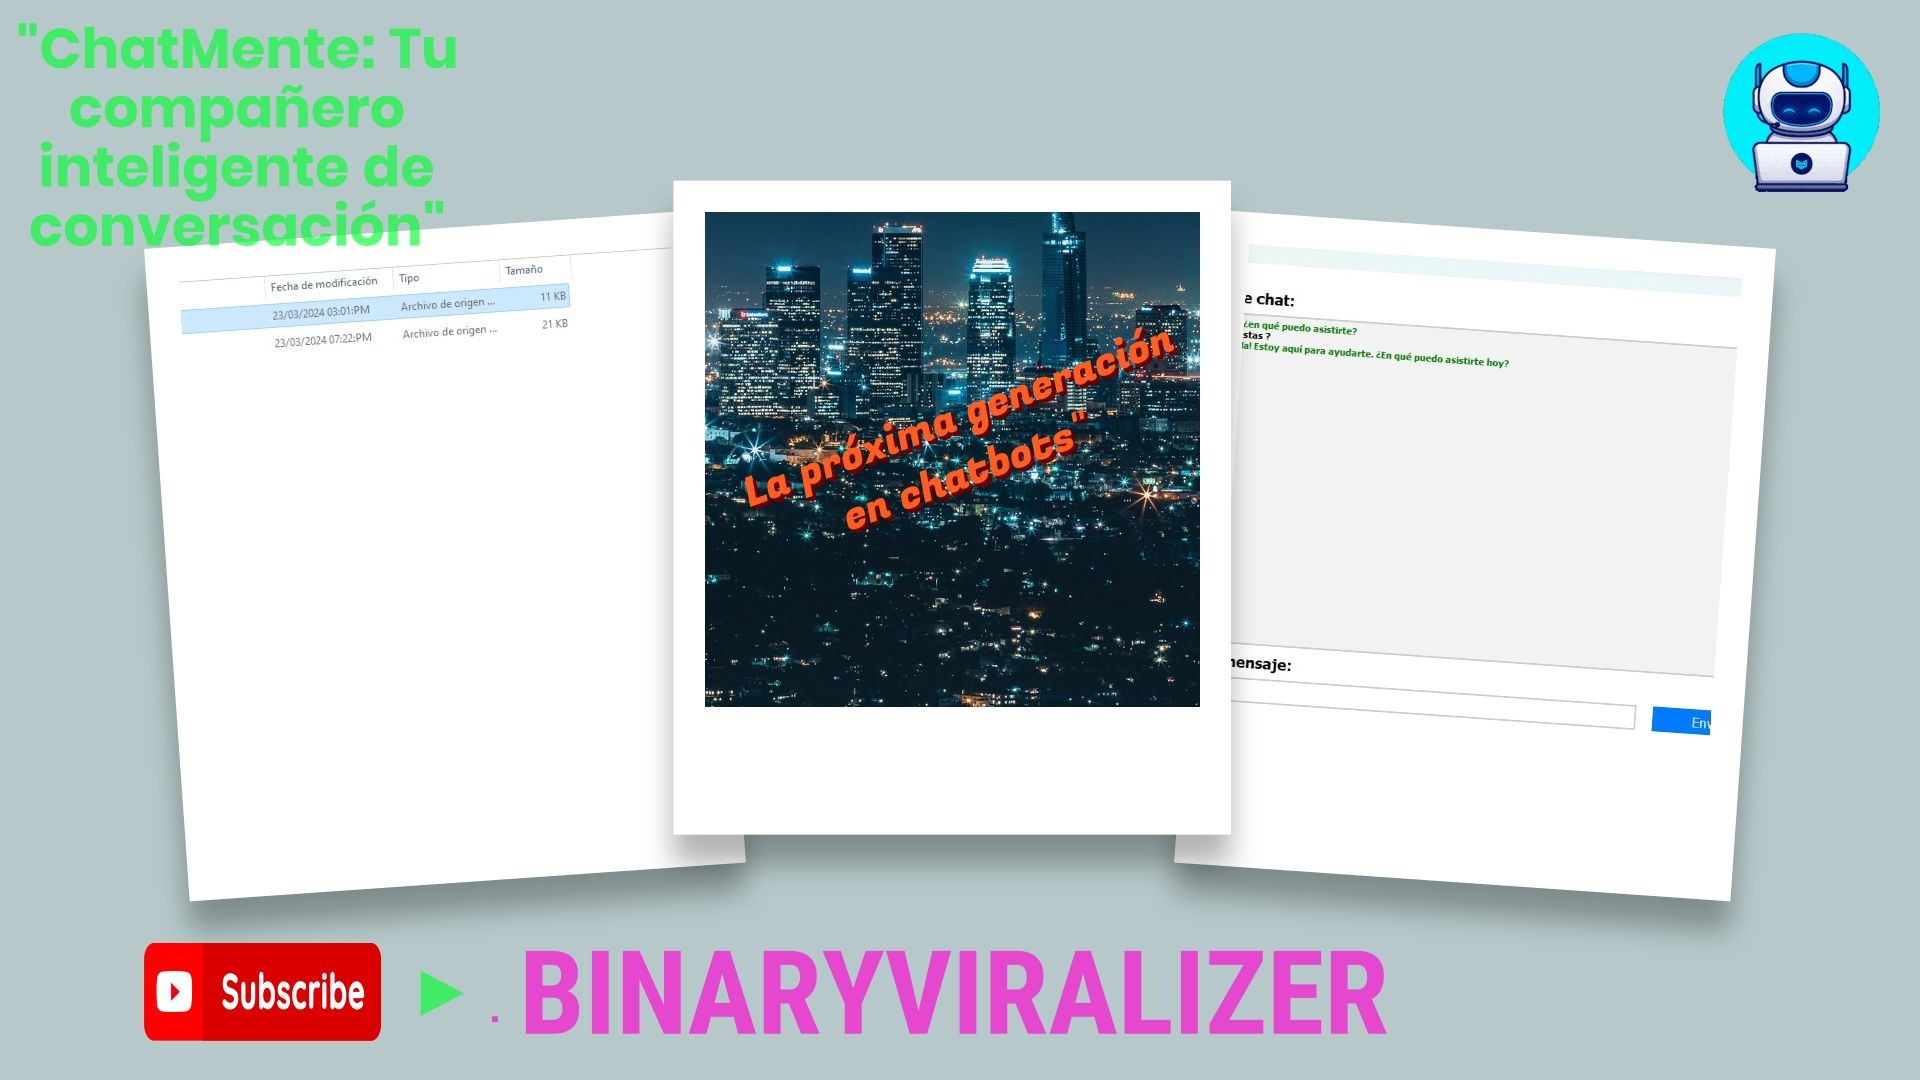 "ChatMente: Tu
compañero
inteligente de
conversación"
Fecha de modificación Tipo Tamaño
23/03/2024 03:01:PM Archivo de origen ... 11 KB
23/03/2024 07:22:PM Archivo de origen ... 21 KB
La próxima generación
en chatbots"
e chat:
¿en qué puedo asistirte?
stas ?
la! Estoy aquí para ayudarte. ¿En qué puedo asistirte hoy?
mensaje:
Env
Subscribe
. BINARYVIRALIZER